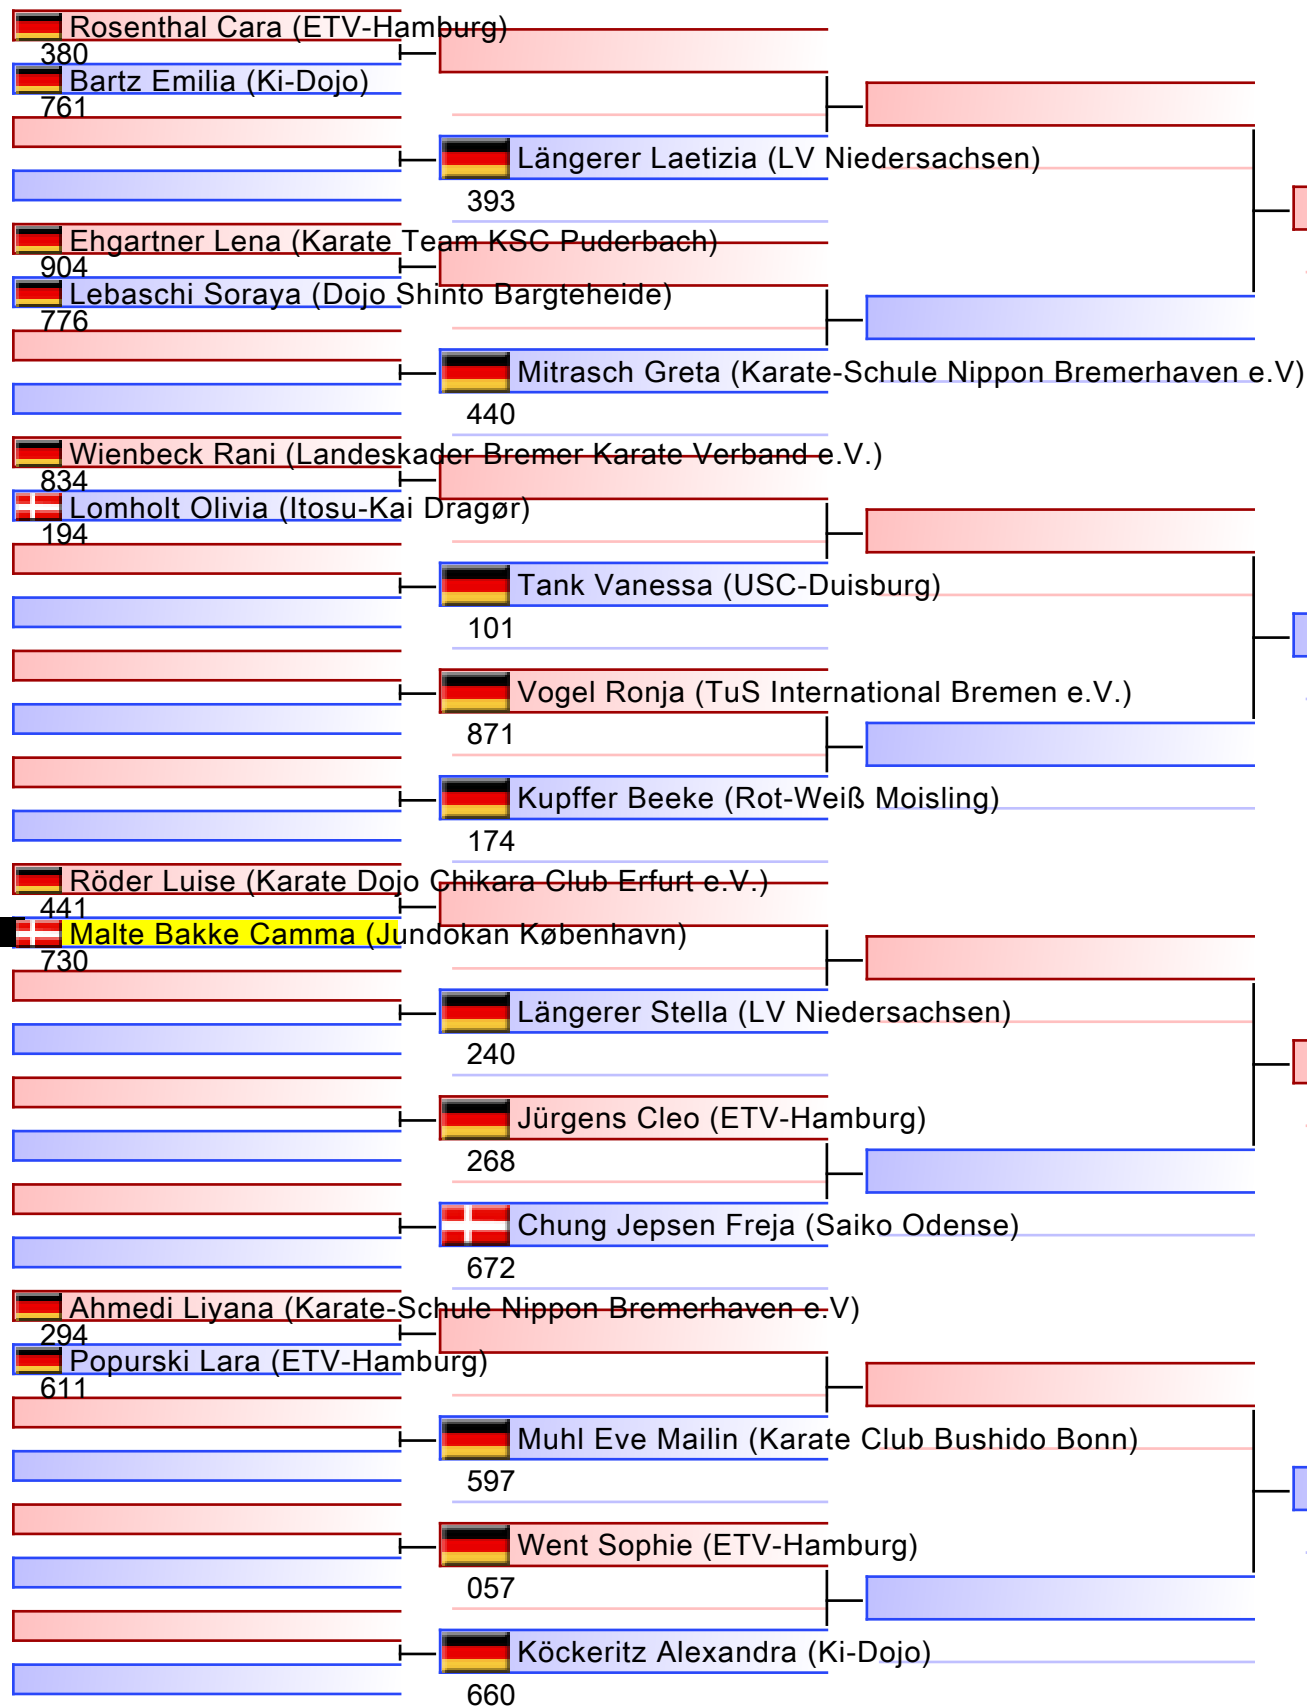 Rosenthal Cara (ETV-Hamburg)
380
Bartz Emilia (Ki-Dojo)
761
Längerer Laetizia (LV Niedersachsen)
393
Ehgartner Lena (Karate Team KSC Puderbach)
904
Lebaschi Soraya (Dojo Shinto Bargteheide)
776
Mitrasch Greta (Karate-Schule Nippon Bremerhaven e.V)
440
Wienbeck Rani (Landeskader Bremer Karate Verband e.V.)
834
Lomholt Olivia (Itosu-Kai Dragør)
194
Tank Vanessa (USC-Duisburg)
101
Vogel Ronja (TuS International Bremen e.V.)
871
Kupffer Beeke (Rot-Weiß Moisling)
174
Röder Luise (Karate Dojo Chikara Club Erfurt e.V.)
441
Malte Bakke Camma (Jundokan København)
730
Längerer Stella (LV Niedersachsen)
240
Jürgens Cleo (ETV-Hamburg)
268
Chung Jepsen Freja (Saiko Odense)
672
Ahmedi Liyana (Karate-Schule Nippon Bremerhaven e.V)
294
Popurski Lara (ETV-Hamburg)
611
Muhl Eve Mailin (Karate Club Bushido Bonn)
597
Went Sophie (ETV-Hamburg)
057
Köckeritz Alexandra (Ki-Dojo)
660